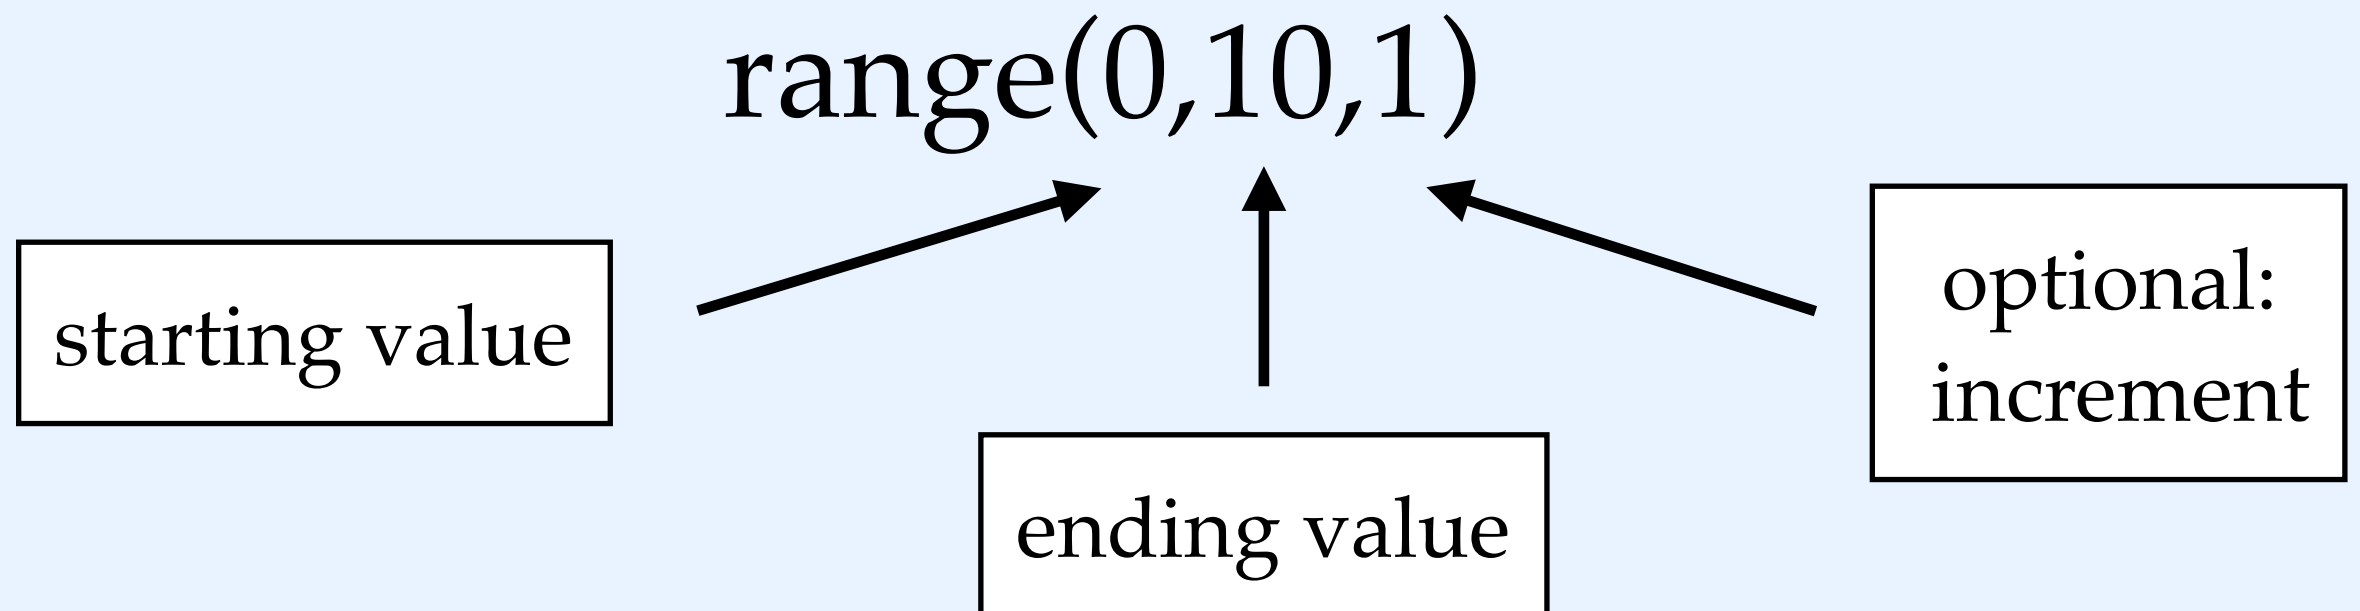 range(0,10,1)
starting value
ending value
optional:
increment